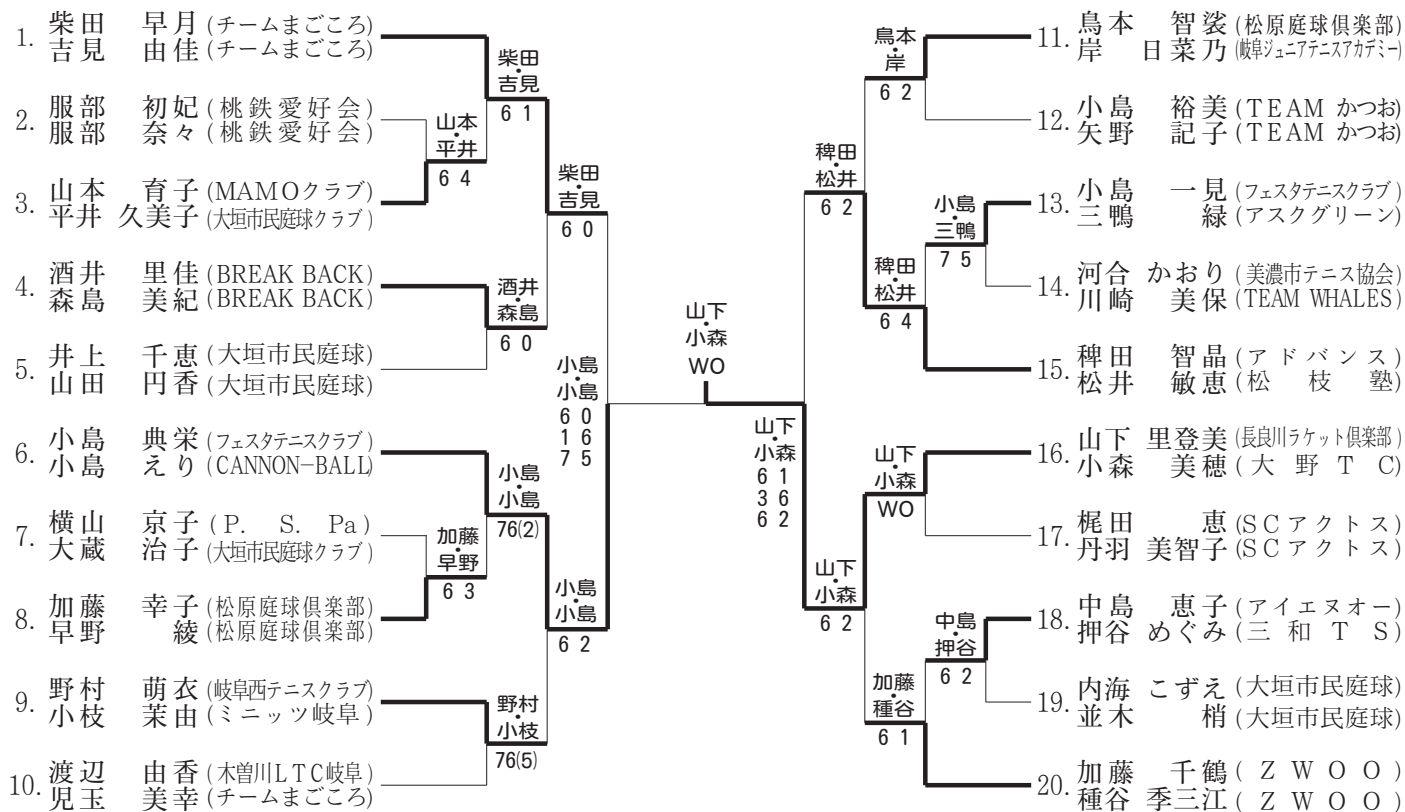 1. 柴田 早月 (チームまごころ)
吉見 由佳 (チームまごころ)
2. 服部 初妃 (桃鉄愛好会)
服部 奈々 (桃鉄愛好会)
3. 山本 育子 (MAMOクラブ)
平井 久美子 (大垣市民庭球クラブ)
4. 酒井 里佳 (BREAK BACK)
森島 美紀 (BREAK BACK)
5. 井上 千恵 (大垣市民庭球)
山田 円香 (大垣市民庭球)
6. 小島 典栄 (フェスタテニスクラブ)
小島 えり (CANNON-BALL)
7. 横山 京子 (P. S. Pa)
大蔵 治子 (大垣市民庭球クラブ)
8. 加藤 幸子 (松原庭球倶楽部)
早野 綾 (松原庭球倶楽部)
9. 野村 萌衣 (岐阜西テニスクラブ)
小枝 茉由 (ミニッツ岐阜)
10. 渡辺 由香 (木曽川LTC岐阜)
児玉 美幸 (チームまごころ)
山本・平井
6 4
加藤・早野
6 3
柴田・吉見
6 1
酒井・森島
6 0
小島・小島
76(2)
野村・小枝
76(5)
柴田・吉見
6 0
小島・小島
6 2
小島・小島
6 0
1 6
7 5
山下・小森
WO
山下・小森
6 1
3 6
6 2
稗田・松井
6 2
山下・小森
6 2
鳥本・岸
6 2
稗田・松井
6 4
山下・小森
WO
加藤・種谷
6 1
小島・三鴨
7 5
中島・押谷
6 2
11. 鳥本 智裟 (松原庭球倶楽部)
岸 日菜乃 (岐阜ジュニアテニスアカデミー)
12. 小島 裕美 (TEAM かつお)
矢野 記子 (TEAM かつお)
13. 小島 一見 (フェスタテニスクラブ)
三鴨 緑 (アスクグリーン)
14. 河合 かおり (美濃市テニス協会)
川崎 美保 (TEAM WHALES)
15. 稗田 智晶 (アドバンス)
松井 敏恵 (松枝塾)
16. 山下 里登美 (長良川ラケット倶楽部)
小森 美穂 (大野TC)
17. 梶田 恵 (SCアクトス)
丹羽 美智子 (SCアクトス)
18. 中島 恵子 (アイエヌオー)
押谷 めぐみ (三和TS)
19. 内海 こずえ (大垣市民庭球)
並木 梢 (大垣市民庭球)
20. 加藤 千鶴 (ZWOO)
種谷 季三江 (ZWOO)